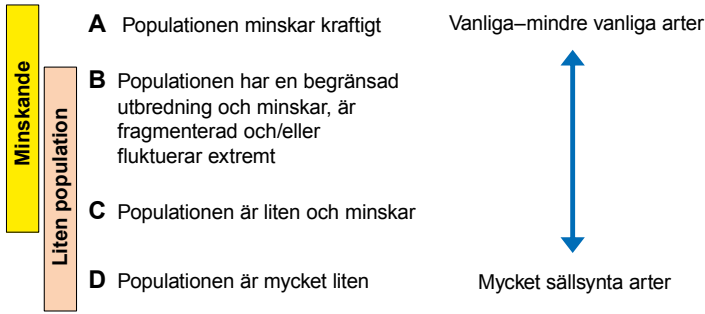 Minskande
Liten population
A Populationen minskar kraftigt
Vanliga–mindre vanliga arter
B Populationen har en begränsad
utbredning och minskar, är
fragmenterad och/eller
fluktuerar extremt
C Populationen är liten och minskar
D Populationen är mycket liten
Mycket sällsynta arter